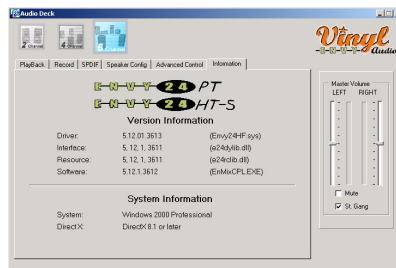 Audio Deck
2 Channel
4 Channel
6 Channel
Vinyl
E-N-V-Y Audio
PlayBack Record SPDIF Speaker Config Advanced Control Information
E-N-V-Y 24 PT
E-N-V-Y 24 HT-S
Version Information
Driver: 5.12.01.3613 (Envy24HF.sys)
Interface: 5, 12, 1, 3611 (e24dylib.dll)
Resource: 5, 12, 1, 3611 (e24rclib.dll)
Software: 5.12.1.3612 (EnMixCPL.EXE)
System Information
System: Windows 2000 Professional
DirectX: DirectX 8.1 or later
Master Volume
LEFT RIGHT
Mute
St. Gang